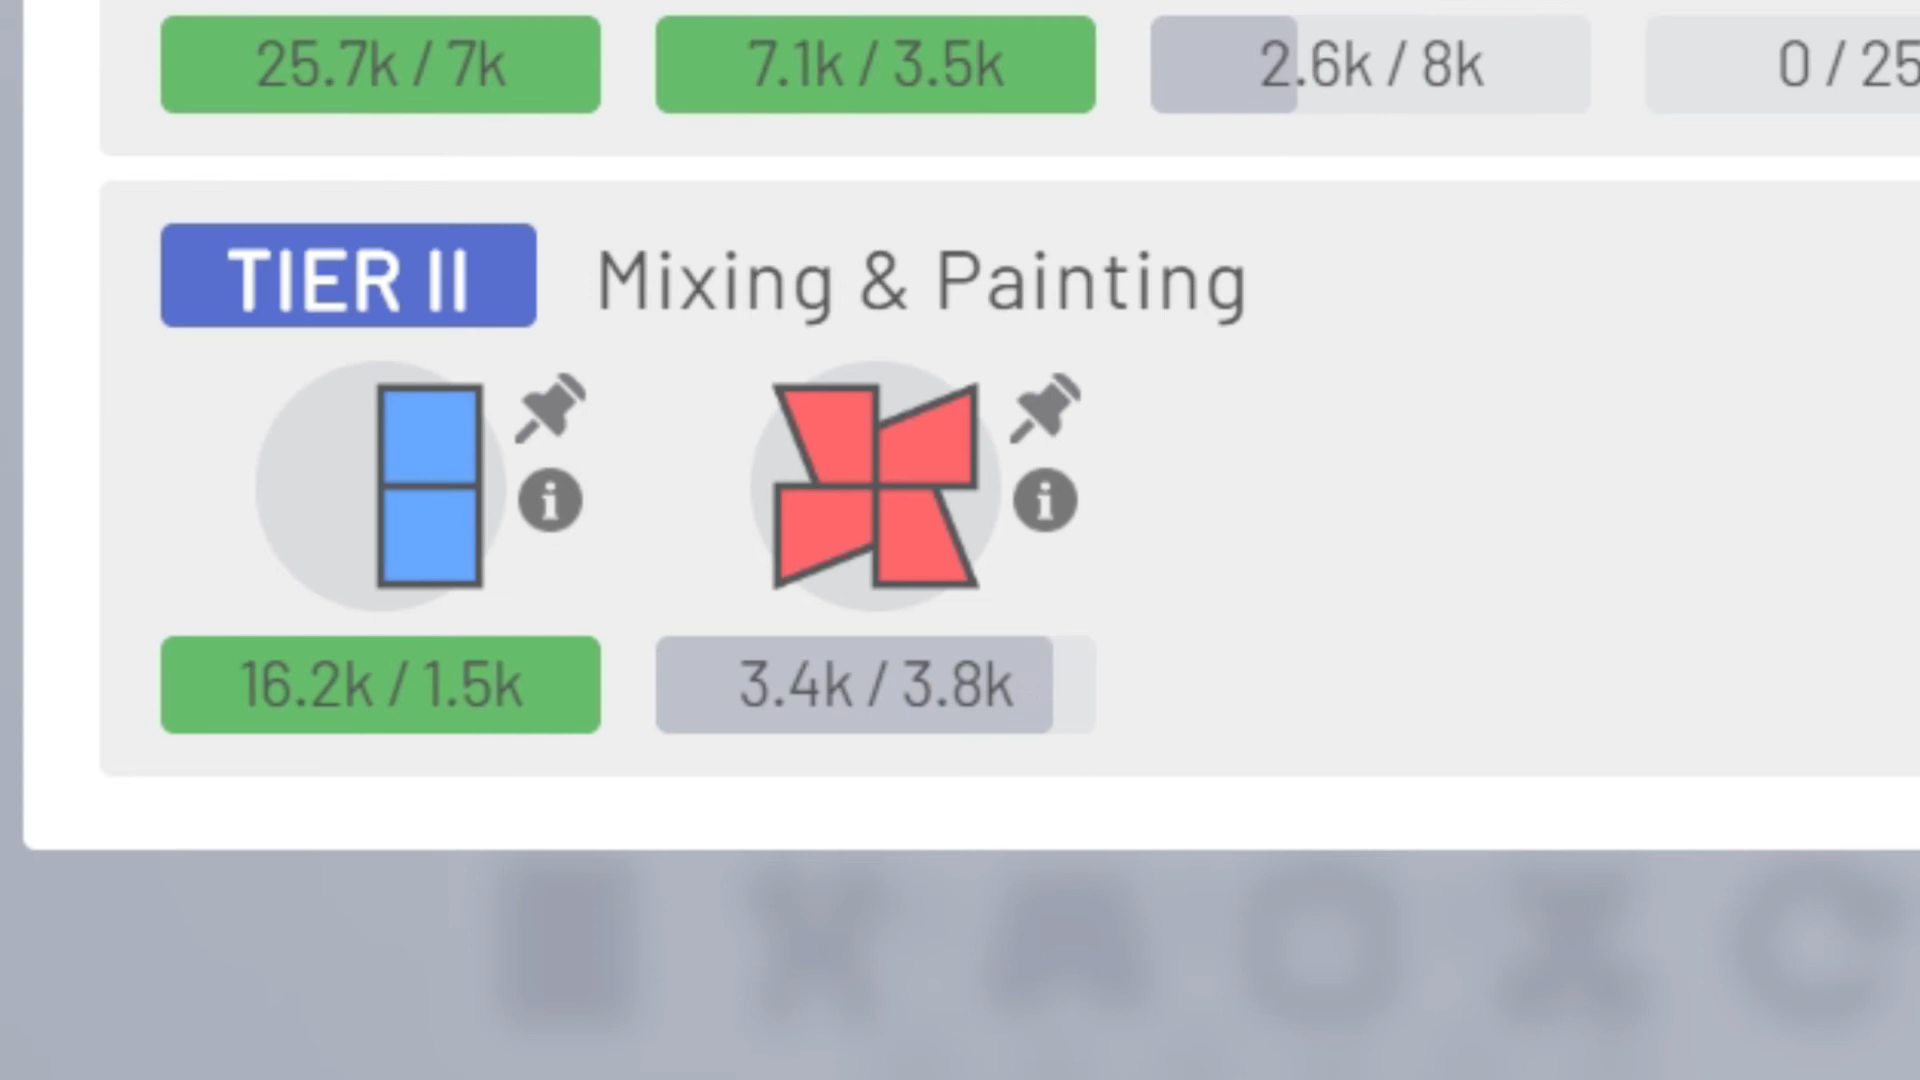 25.7k / 7k
7.1k / 3.5k
2.6k / 8k
0 / 25
TIER II
Mixing & Painting
16.2k / 1.5k
3.4k / 3.8k